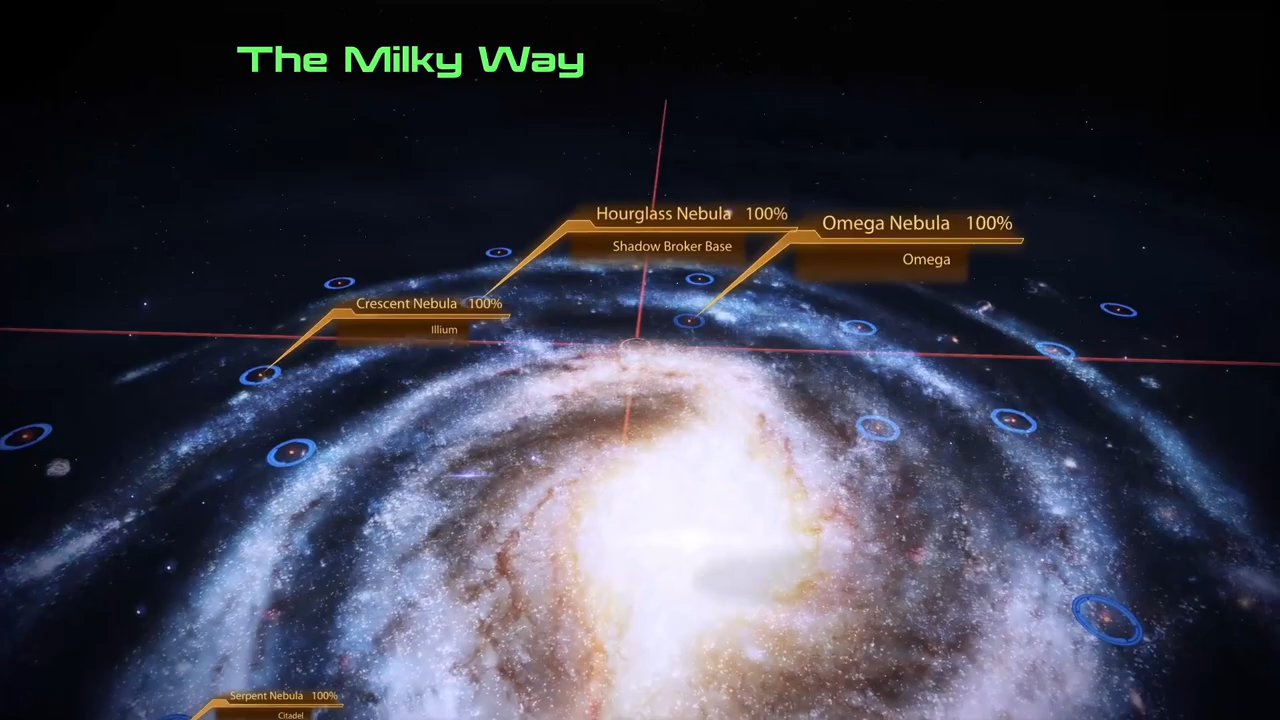 The Milky Way
Hourglass Nebula 100%
Shadow Broker Base
Omega Nebula 100%
Omega
Crescent Nebula 100%
Illium
Serpent Nebula 100%
Citadel